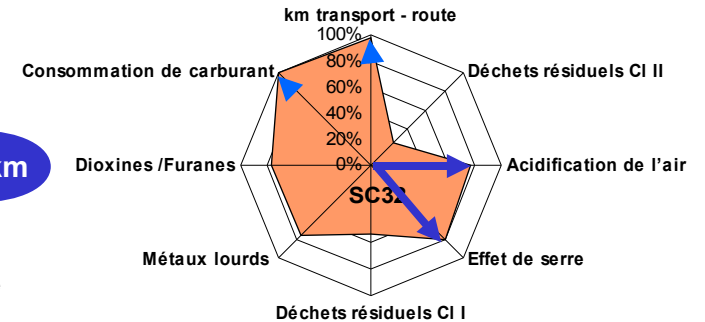 km transport - route
100%
80%
60%
40%
20%
0%
Consommation de carburant
Déchets résiduels Cl II
km
Dioxines /Furanes
Acidification de l’air
SC32
Métaux lourds
Effet de serre
Déchets résiduels Cl I